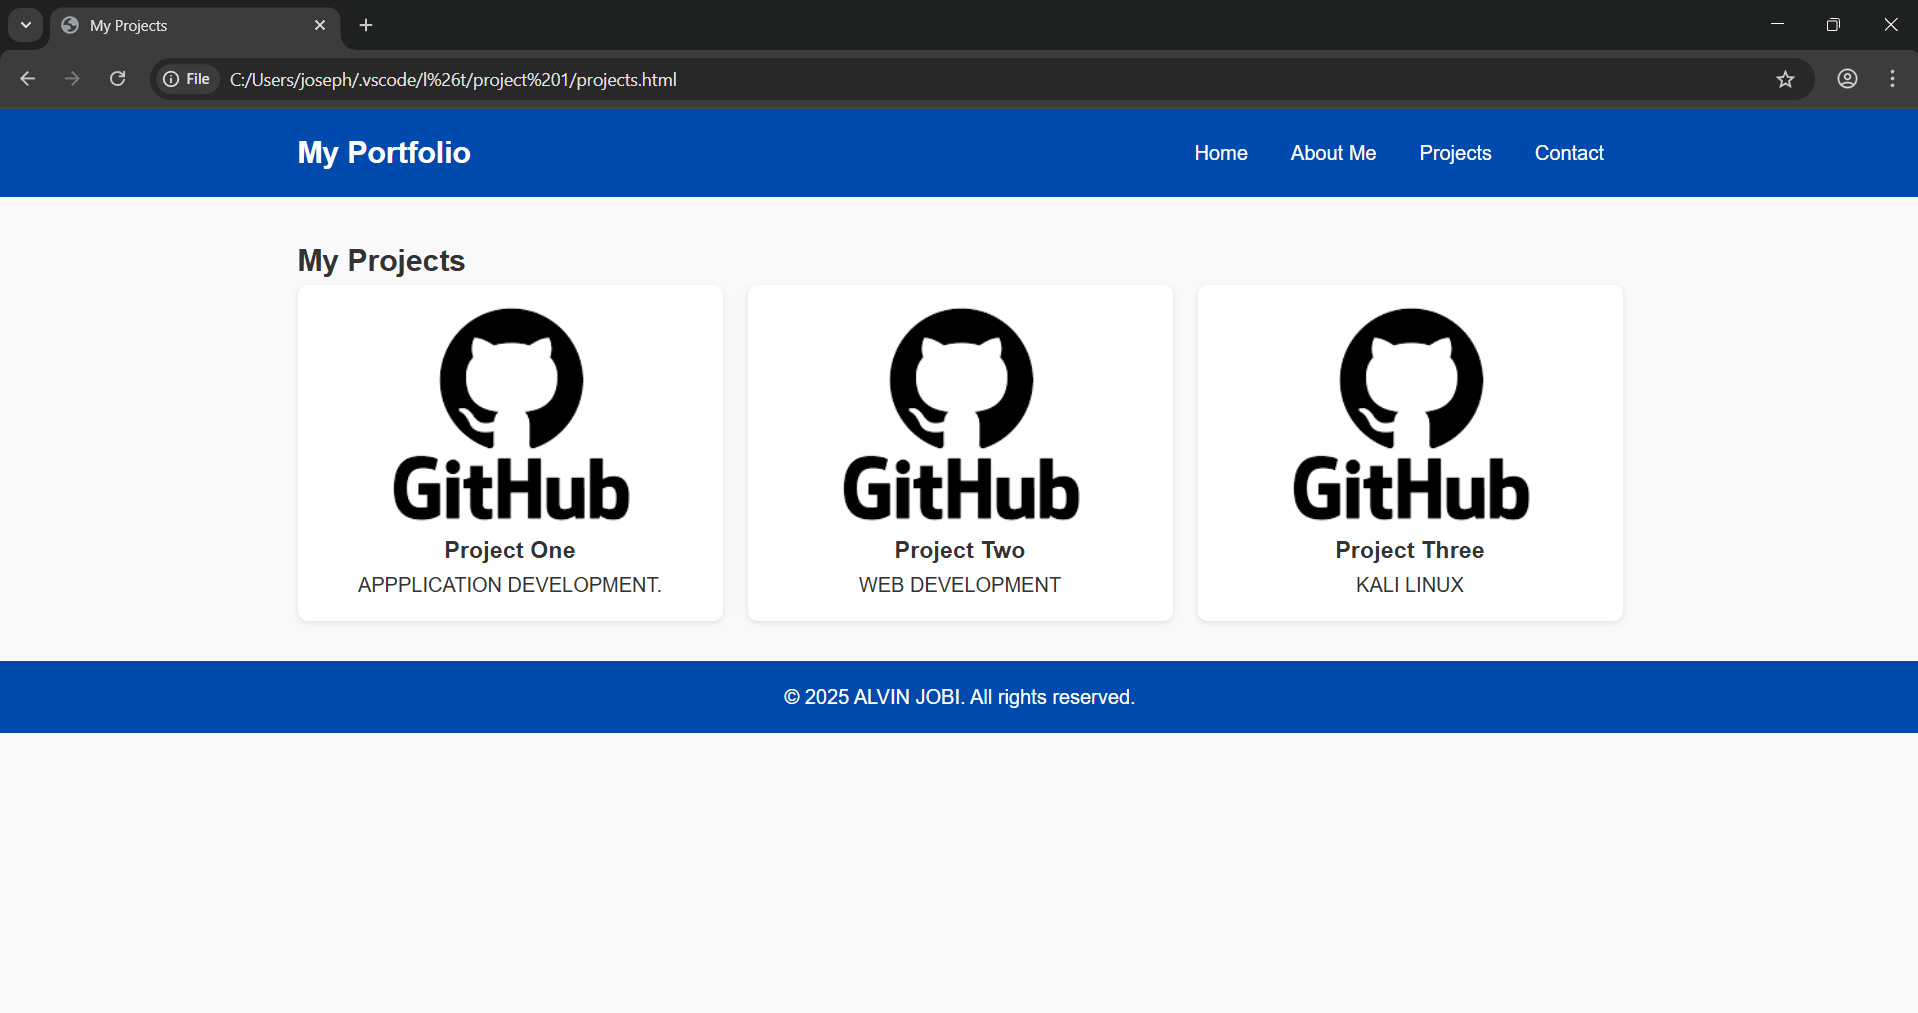 My Projects
File C:/Users/joseph/.vscode/l%26t/project%201/projects.html
My Portfolio Home About Me Projects Contact
My Projects
GitHub GitHub GitHub
Project One Project Two Project Three
APPPLICATION DEVELOPMENT. WEB DEVELOPMENT KALI LINUX
© 2025 ALVIN JOBI. All rights reserved.